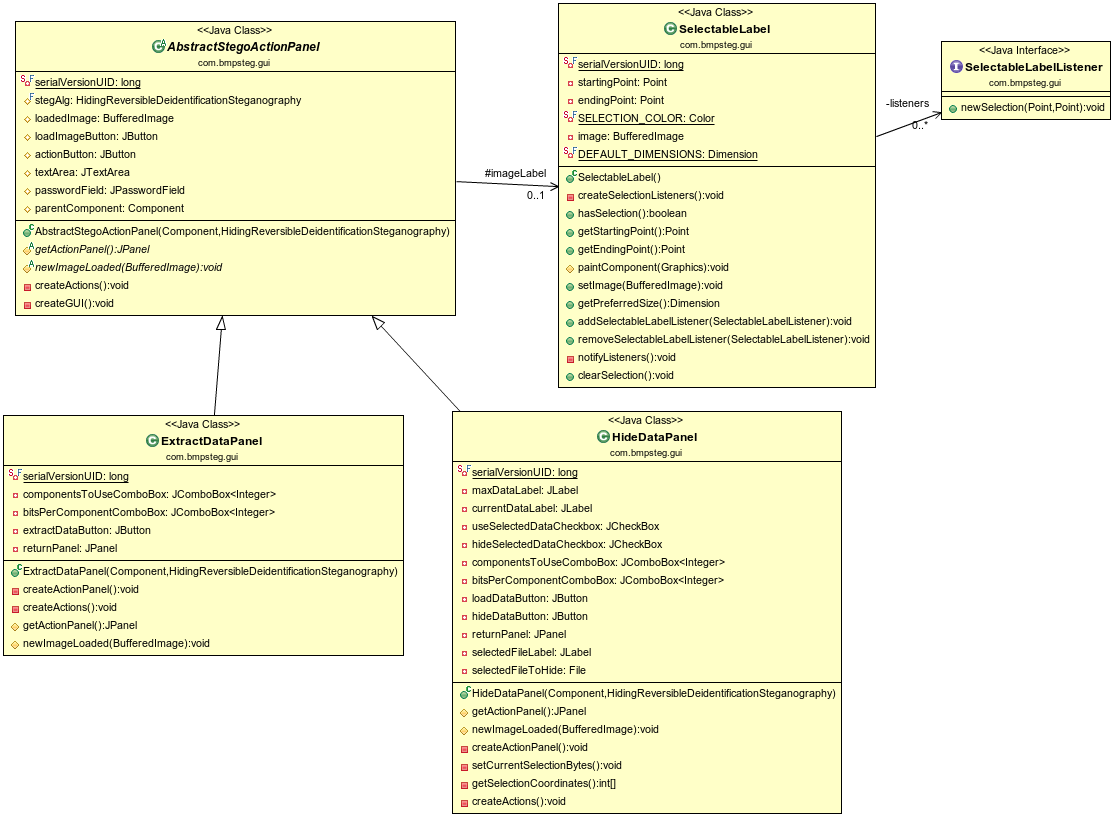 <<Java Class>>
AbstractStegoActionPanel
com.bmpsteg.gui
serialVersionUID: long
stegAlg: HidingReversibleDeidentificationSteganography
loadedImage: BufferedImage
loadImageButton: JButton
actionButton: JButton
textArea: JTextArea
passwordField: JPasswordField
parentComponent: Component
AbstractStegoActionPanel(Component,HidingReversibleDeidentificationSteganography)
getActionPanel():JPanel
newImageLoaded(BufferedImage):void
createActions():void
createGUI():void
#imageLabel
0..1
<<Java Class>>
SelectableLabel
com.bmpsteg.gui
serialVersionUID: long
startingPoint: Point
endingPoint: Point
SELECTION_COLOR: Color
image: BufferedImage
DEFAULT_DIMENSIONS: Dimension
SelectableLabel()
createSelectionListeners():void
hasSelection():boolean
getStartingPoint():Point
getEndingPoint():Point
paintComponent(Graphics):void
setImage(BufferedImage):void
getPreferredSize():Dimension
addSelectableLabelListener(SelectableLabelListener):void
removeSelectableLabelListener(SelectableLabelListener):void
notifyListeners():void
clearSelection():void
-listeners
0..*
<<Java Interface>>
SelectableLabelListener
com.bmpsteg.gui
newSelection(Point,Point):void
<<Java Class>>
ExtractDataPanel
com.bmpsteg.gui
serialVersionUID: long
componentsToUseComboBox: JComboBox<Integer>
bitsPerComponentComboBox: JComboBox<Integer>
extractDataButton: JButton
returnPanel: JPanel
ExtractDataPanel(Component,HidingReversibleDeidentificationSteganography)
createActionPanel():void
createActions():void
getActionPanel():JPanel
newImageLoaded(BufferedImage):void
<<Java Class>>
HideDataPanel
com.bmpsteg.gui
serialVersionUID: long
maxDataLabel: JLabel
currentDataLabel: JLabel
useSelectedDataCheckbox: JCheckBox
hideSelectedDataCheckbox: JCheckBox
componentsToUseComboBox: JComboBox<Integer>
bitsPerComponentComboBox: JComboBox<Integer>
loadDataButton: JButton
hideDataButton: JButton
returnPanel: JPanel
selectedFileLabel: JLabel
selectedFileToHide: File
HideDataPanel(Component,HidingReversibleDeidentificationSteganography)
getActionPanel():JPanel
newImageLoaded(BufferedImage):void
createActionPanel():void
setCurrentSelectionBytes():void
getSelectionCoordinates():int[]
createActions():void